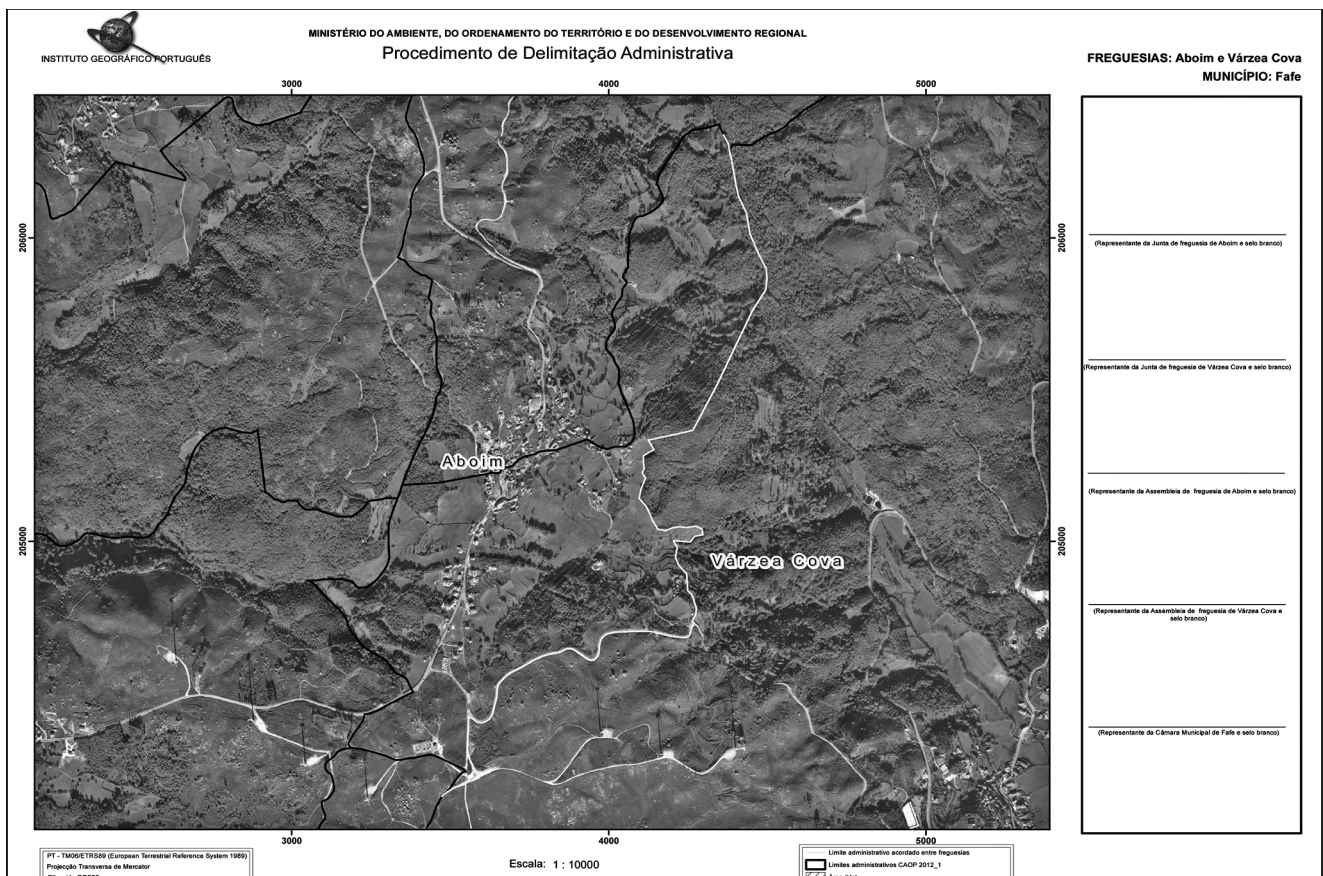 INSTITUTO GEOGRÁFICO PORTUGUÊS
MINISTÉRIO DO AMBIENTE, DO ORDENAMENTO DO TERRITÓRIO E DO DESENVOLVIMENTO REGIONAL
Procedimento de Delimitação Administrativa
FREGUESIAS: Aboim e Várzea Cova
MUNICÍPIO: Fafe
3000
4000
5000
206000
206000
(Representante da Junta de freguesia de Aboim e selo branco)
(Representante da Junta de freguesia de Várzea Cova e selo branco)
Aboim
(Representante da Assembleia de freguesia de Aboim e selo branco)
205000
205000
Várzea Cova
(Representante da Assembleia de freguesia de Várzea Cova e
selo branco)
(Representante da Câmara Municipal de Fafe e selo branco)
3000
4000
5000
PT - TM06/ETRS89 (European Terrestrial Reference System 1989)
Projecção Transversa de Mercator
Escala: 1 : 10000
Limite administrativo acordado entre freguesias
Limites administrativos CAOP 2012_1